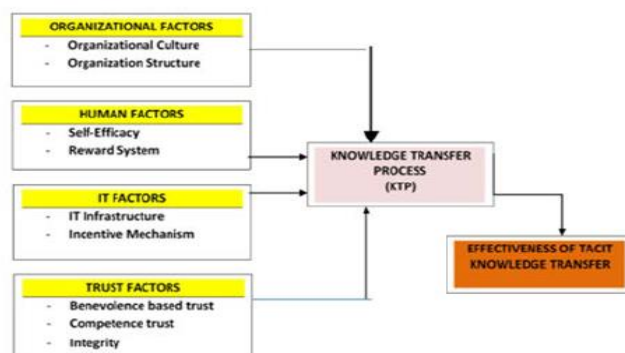 ORGANIZATIONAL FACTORS
- Organizational Culture
- Organization Structure
HUMAN FACTORS
- Self-Efficacy
- Reward System
IT FACTORS
- IT Infrastructure
- Incentive Mechanism
TRUST FACTORS
- Benevolence based trust
- Competence trust
- Integrity
KNOWLEDGE TRANSFER
PROCESS
(KTP)
EFFECTIVENESS OF TACIT
KNOWLEDGE TRANSFER